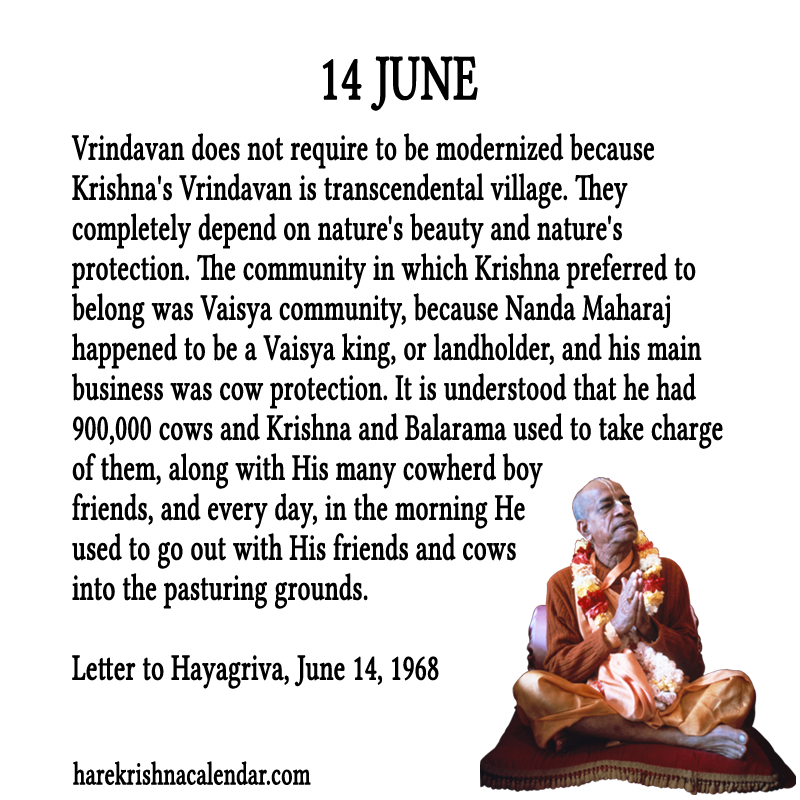 14 JUNE
Vrindavan does not require to be modernized because
Krishna's Vrindavan is transcendental village. They
completely depend on nature's beauty and nature's
protection. The community in which Krishna preferred to
belong was Vaisya community, because Nanda Maharaj
happened to be a Vaisya king, or landholder, and his main
business was cow protection. It is understood that he had
900,000 cows and Krishna and Balarama used to take charge
of them, along with His many cowherd boy
friends, and every day, in the morning He
used to go out with His friends and cows
into the pasturing grounds.
Letter to Hayagriva, June 14, 1968
harekrishnacalendar.com